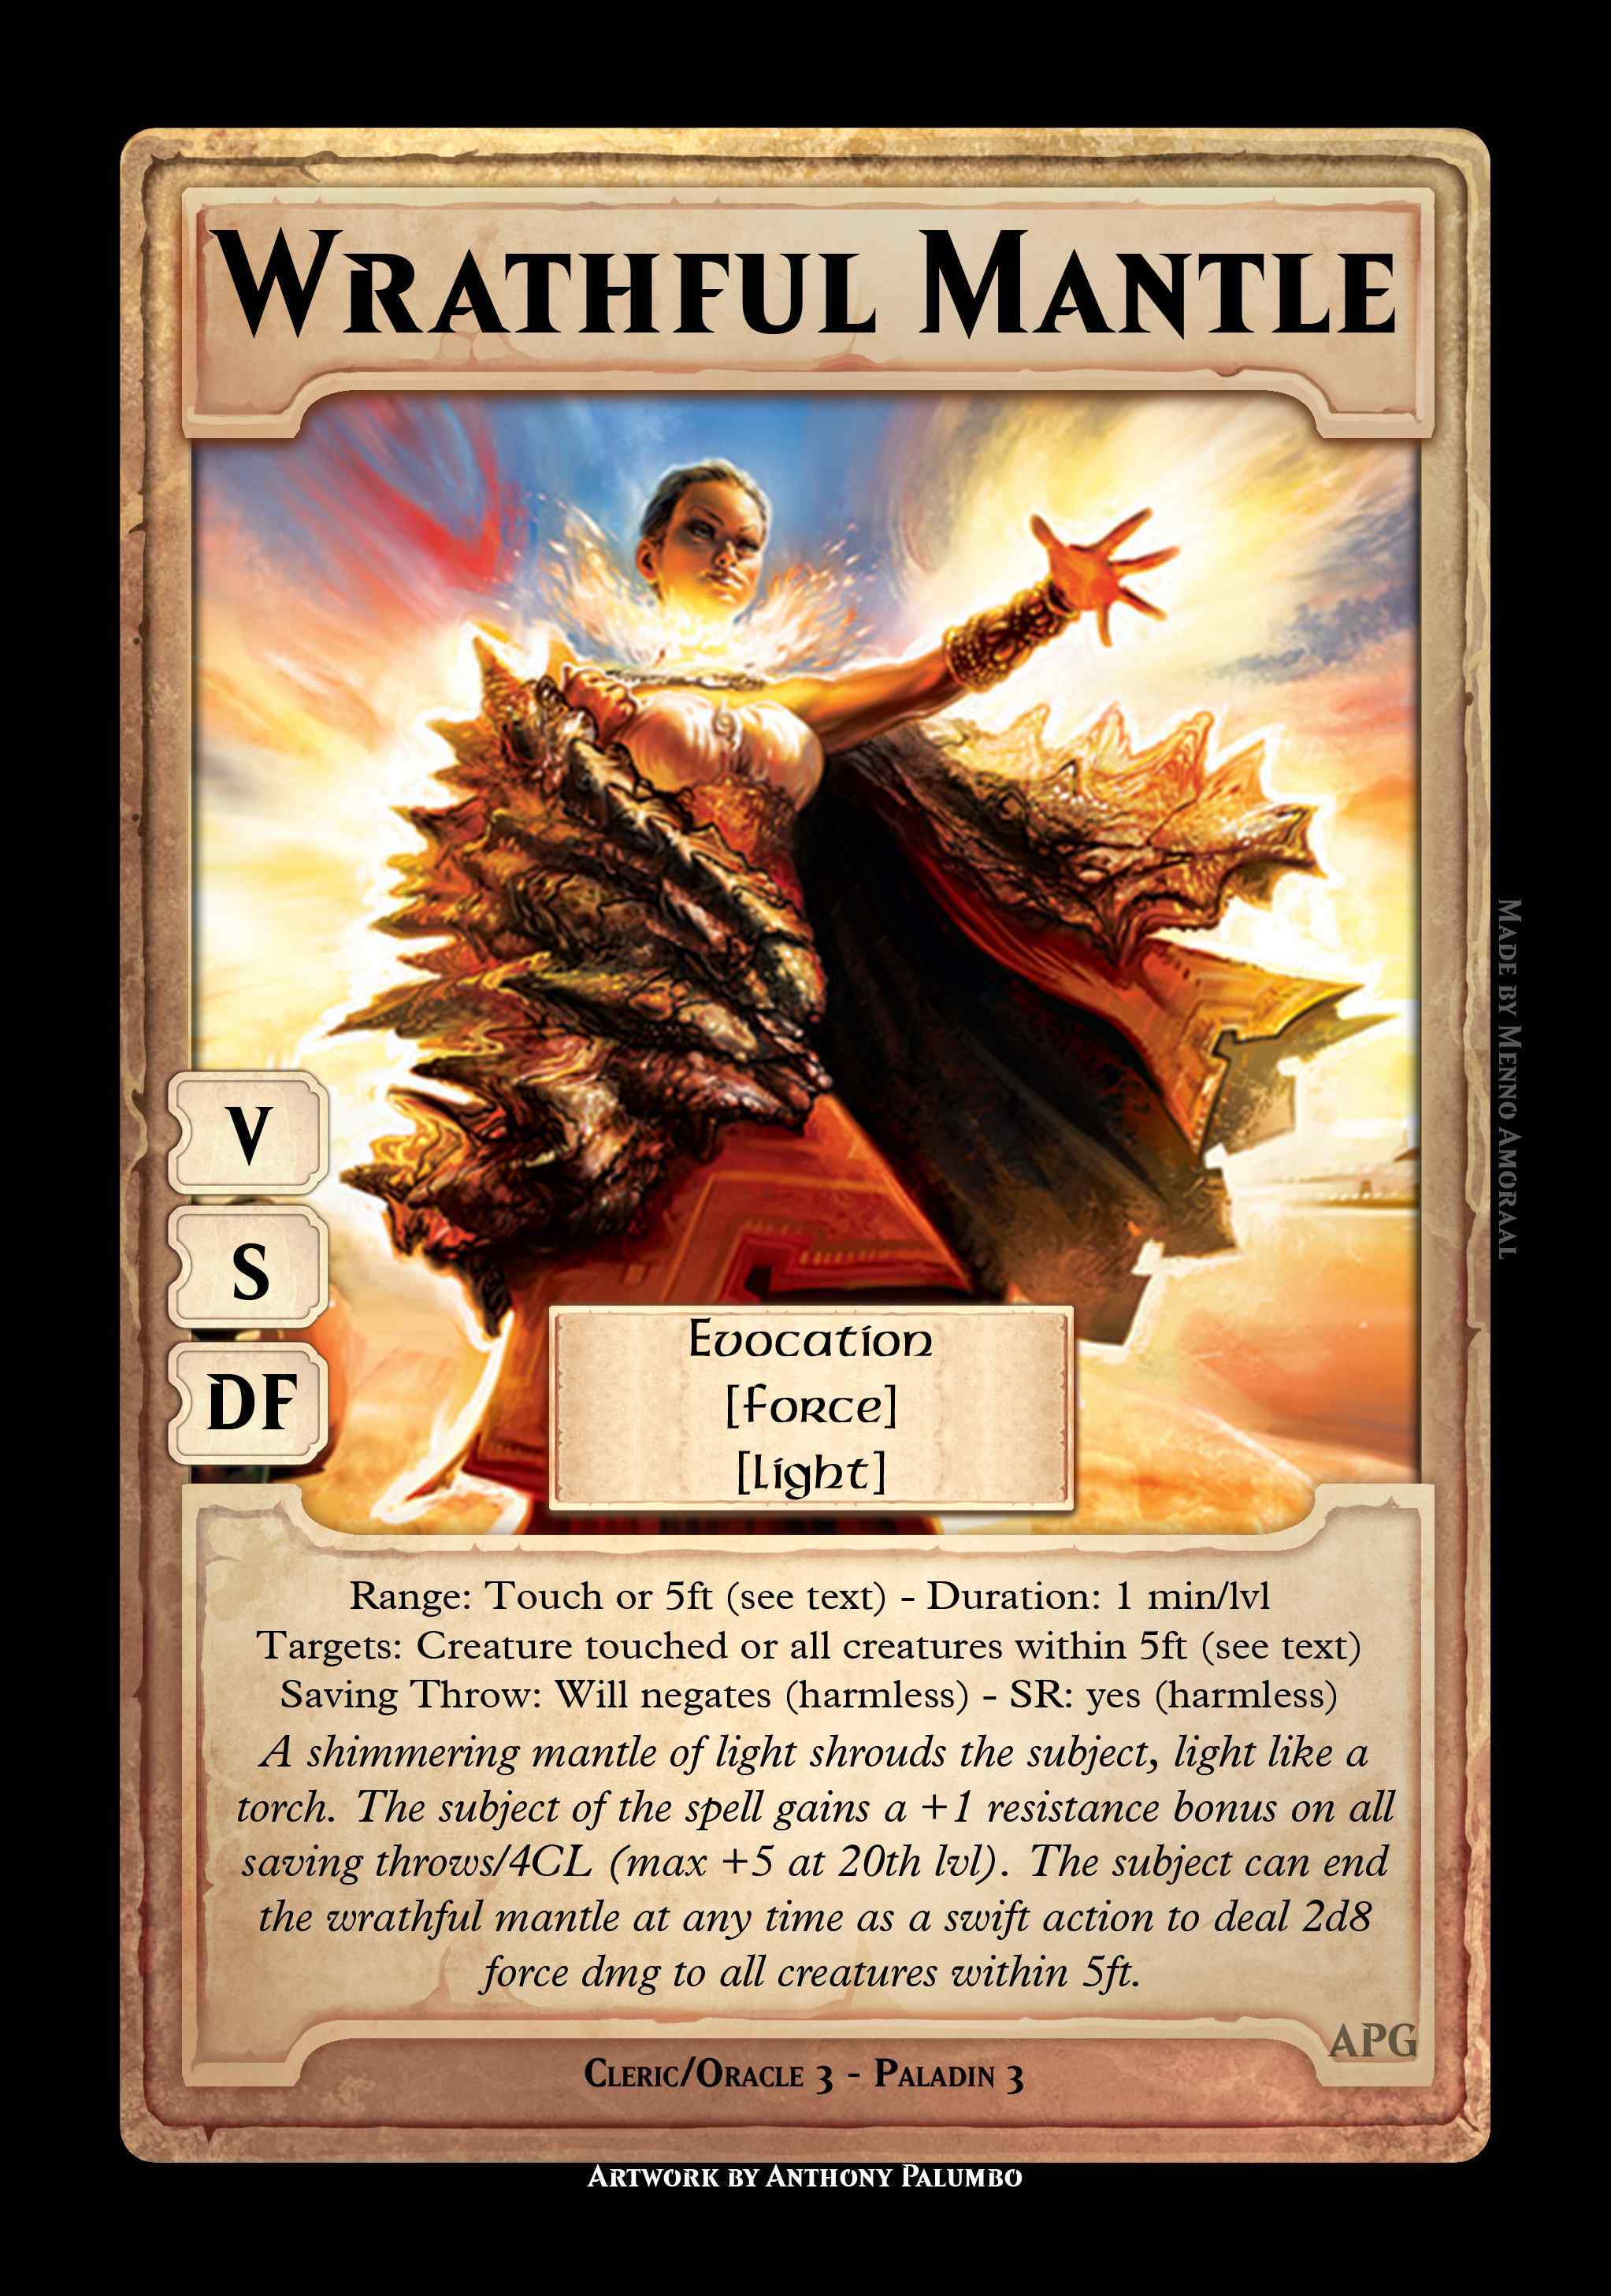 Wrathful Mantle
V
S
DF
Evocation
[Force]
[Light]
Range: Touch or 5ft (see text) - Duration: 1 min/lvl
Targets: Creature touched or all creatures within 5ft (see text)
Saving Throw: Will negates (harmless) - SR: yes (harmless)
A shimmering mantle of light shrouds the subject, light like a
torch. The subject of the spell gains a +1 resistance bonus on all
saving throws/4CL (max +5 at 20th lvl). The subject can end
the wrathful mantle at any time as a swift action to deal 2d8
force dmg to all creatures within 5ft.
APG
Cleric/Oracle 3 - Paladin 3
Artwork by Anthony Palumbo
Made by Menno Amoraal